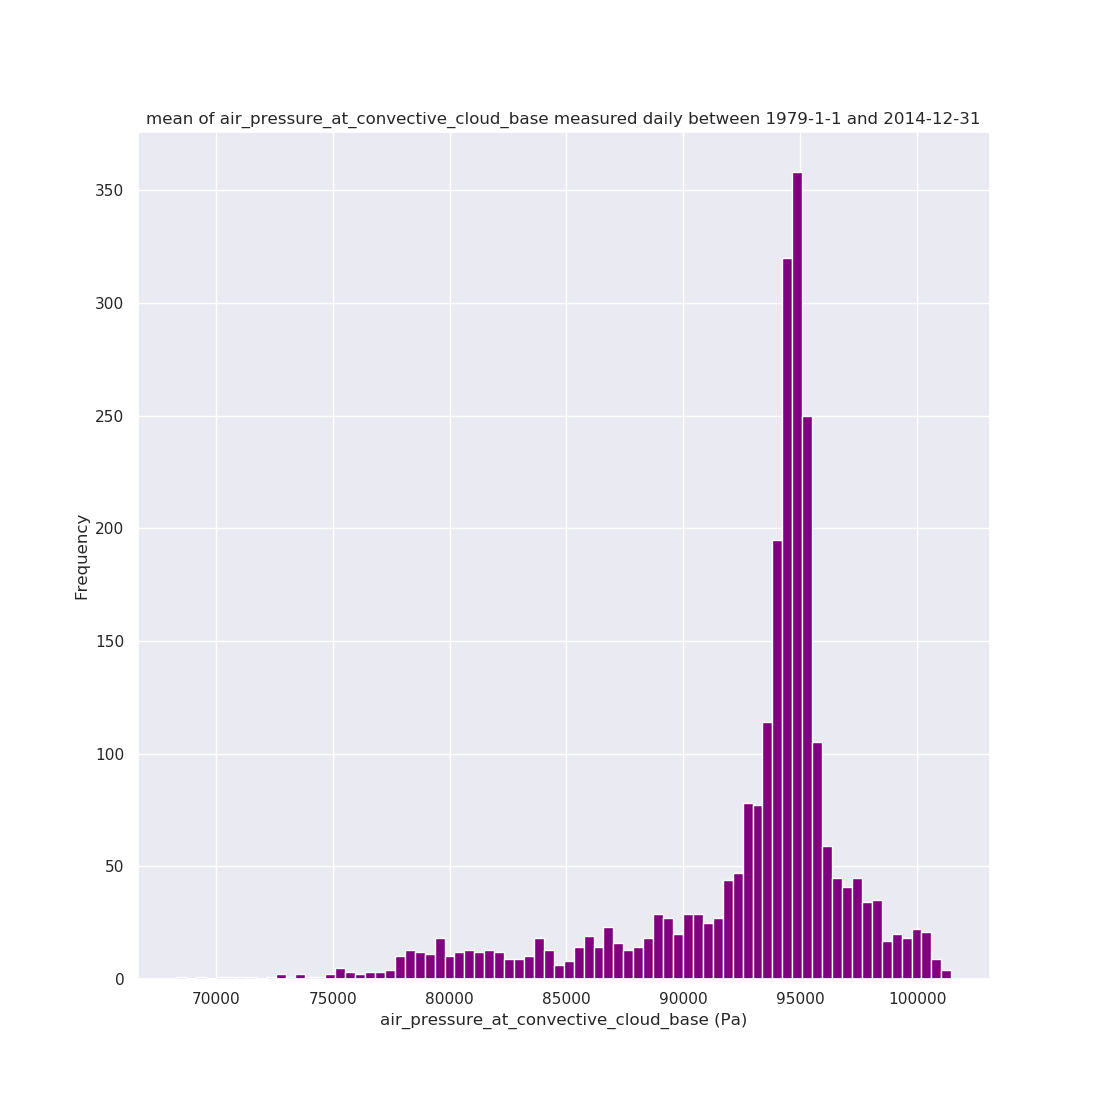 mean of air_pressure_at_convective_cloud_base measured daily between 1979-1-1 and 2014-12-31
350
300
250
200
150
100
50
0
Frequency
70000 75000 80000 85000 90000 95000 100000
air_pressure_at_convective_cloud_base (Pa)